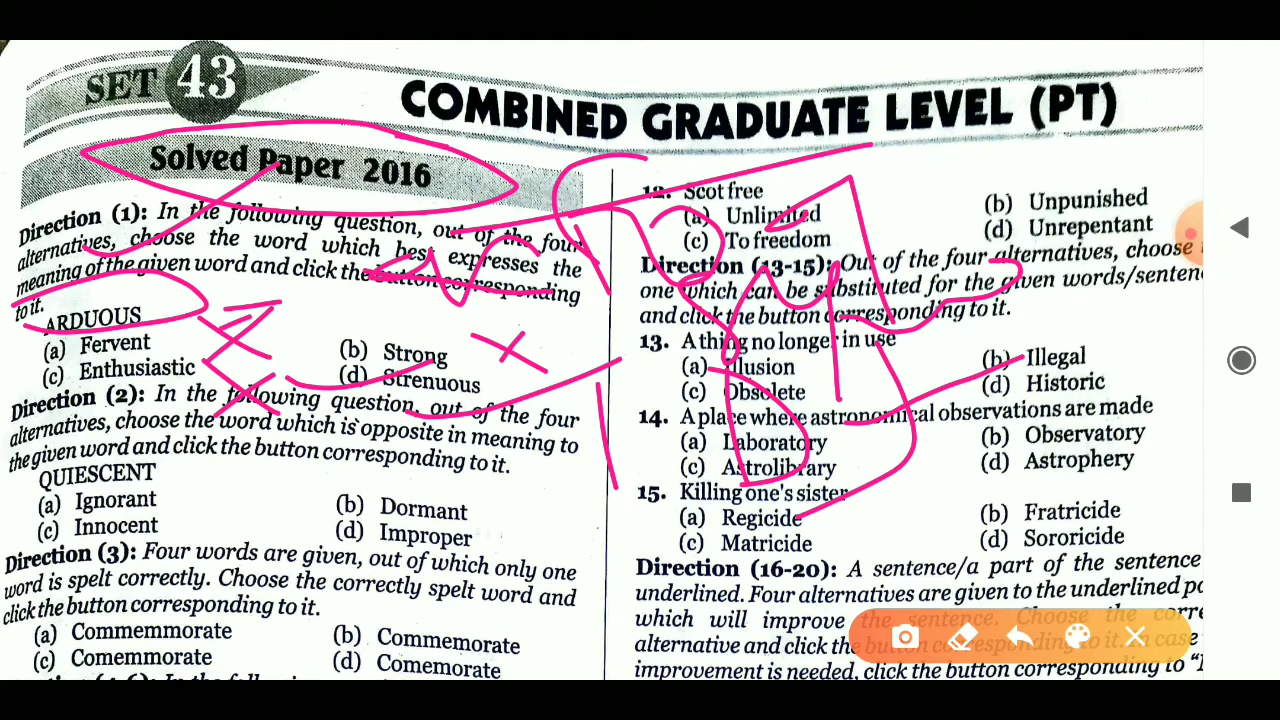 SET 43
COMBINED GRADUATE LEVEL (PT)
Solved Paper 2016
Direction (1): In the following question, out of the four
alternatives, choose the word which best expresses the
meaning of the given word and click the button corresponding
to it.
ARDUOUS
(a) Fervent (b) Strong
(c) Enthusiastic (d) Strenuous
Direction (2): In the following question, out of the four
alternatives, choose the word which is opposite in meaning to
the given word and click the button corresponding to it.
QUIESCENT
(a) Ignorant (b) Dormant
(c) Innocent (d) Improper
Direction (3): Four words are given, out of which only one
word is spelt correctly. Choose the correctly spelt word and
click the button corresponding to it.
(a) Commemmorate (b) Commemorate
(c) Comemmorate (d) Comemorate
12. Scot free
(a) Unlimited (b) Unpunished
(c) To freedom (d) Unrepentant
Direction (13-15): Out of the four alternatives, choose
one which can be substituted for the given words/senten
and click the button corresponding to it.
13. A thing no longer in use
(a) Illusion (b) Illegal
(c) Obsolete (d) Historic
14. A place where astronomical observations are made
(a) Laboratory (b) Observatory
(c) Astrolibrary (d) Astrophery
15. Killing one's sister
(a) Regicide (b) Fratricide
(c) Matricide (d) Sororicide
Direction (16-20): A sentence/a part of the sentence
underlined. Four alternatives are given to the underlined
which will improve the sentence. Choose the
alternative and click the button corresponding to it. In case
improvement is needed, click the button corresponding to